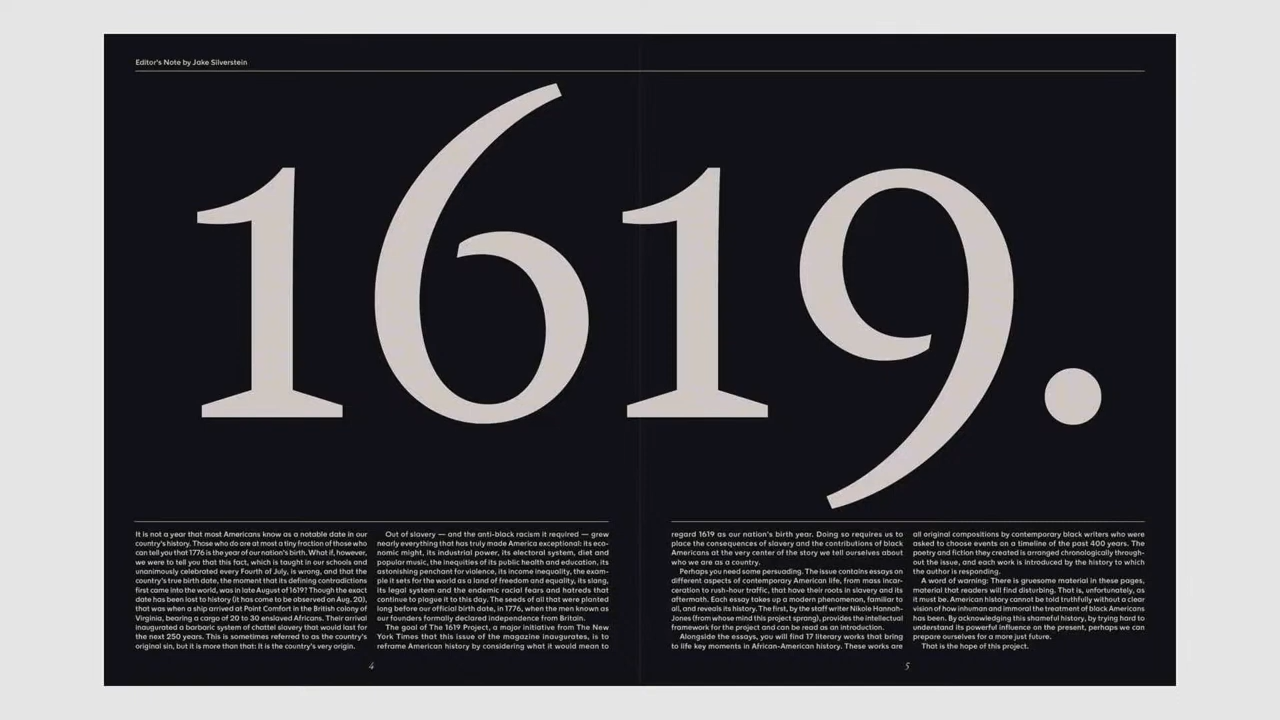 Editor's Note by Jake Silverstein
1619.
It is not a year that most Americans know as a notable date in our
country's history. Those who do are at most a tiny fraction of those who
can tell you that 1776 is the year of our nation's birth. What if, however,
we were to tell you that this fact, which is taught in our schools and
unanimously celebrated every Fourth of July, is wrong, and that the
country's true birth date, the moment that its defining contradictions
first came into the world, was in late August of 1619? Though the exact
date has been lost to history (it has come to be observed on Aug. 20),
that was when a ship arrived at Point Comfort in the British colony of
Virginia, bearing a cargo of 20 to 30 enslaved Africans. Their arrival
inaugurated a barbaric system of chattel slavery that would last for
the next 250 years. This is sometimes referred to as the country's
original sin, but it is more than that: It is the country's very origin.
Out of slavery — and the anti-black racism it required — grew
nearly everything that has truly made America exceptional: its eco-
nomic might, its industrial power, its electoral system, diet and
popular music, the inequities of its public health and education, its
astonishing penchant for violence, its income inequality, the exam-
ple it sets for the world as a land of freedom and equality, its slang,
its legal system and the endemic racial fears and hatreds that
continue to plague it to this day. The seeds of all that were planted
long before our official birth date, in 1776, when the men known as
our founders formally declared independence from Britain.
The goal of The 1619 Project, a major initiative from The New
York Times that this issue of the magazine inaugurates, is to
reframe American history by considering what it would mean to
4
regard 1619 as our nation's birth year. Doing so requires us to
place the consequences of slavery and the contributions of black
Americans at the very center of the story we tell ourselves about
who we are as a country.
Perhaps you need some persuading. The issue contains essays on
different aspects of contemporary American life, from mass incar-
ceration to rush-hour traffic, that have their roots in slavery and its
aftermath. Each essay takes up a modern phenomenon, familiar to
all, and reveals its history. The first, by the staff writer Nikole Hannah-
Jones (from whose mind this project sprang), provides the intellectual
framework for the project and can be read as an introduction.
Alongside the essays, you will find 17 literary works that bring
to life key moments in African-American history. These works are
all original compositions by contemporary black writers who were
asked to choose events on a timeline of the past 400 years. The
poetry and fiction they created is arranged chronologically through-
out the issue, and each work is introduced by the history to which
the author is responding.
A word of warning: There is gruesome material in these pages,
material that readers will find disturbing. That is, unfortunately, as
it must be. American history cannot be told truthfully without a clear
vision of how inhuman and immoral the treatment of black Americans
has been. By acknowledging this shameful history, by trying hard to
understand its powerful influence on the present, perhaps we can
prepare ourselves for a more just future.
That is the hope of this project.
5